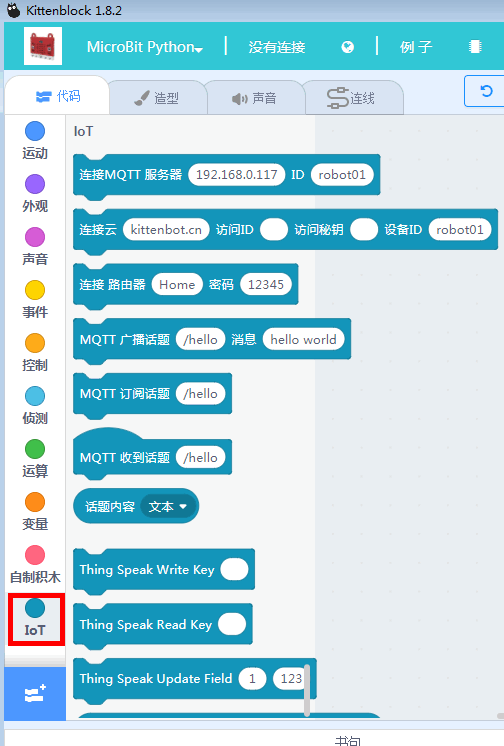 Kittenblock 1.8.2
MicroBit Python 没有连接 例子
代码 造型 声音 连线
IoT
运动
外观
声音
事件
控制
侦测
运算
变量
自制积木
IoT
连接MQTT 服务器 192.168.0.117 ID robot01
连接云 kittenbot.cn 访问ID 访问秘钥 设备ID robot01
连接 路由器 Home 密码 12345
MQTT 广播话题 /hello 消息 hello world
MQTT 订阅话题 /hello
MQTT 收到话题 /hello
话题内容 文本
Thing Speak Write Key
Thing Speak Read Key
Thing Speak Update Field 1 123
书包